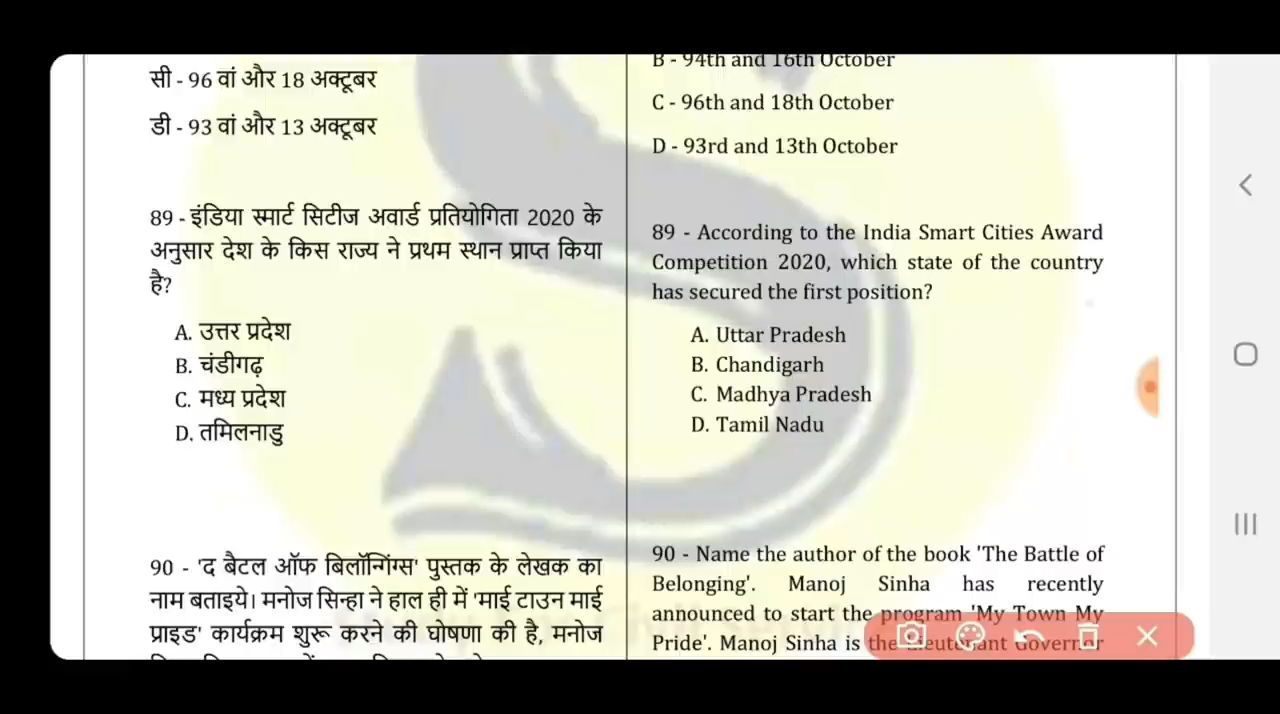 सी - 96 वां और 18 अक्टूबर
डी - 93 वां और 13 अक्टूबर
89 - इंडिया स्मार्ट सिटीज अवार्ड प्रतियोगिता 2020 के
अनुसार देश के किस राज्य ने प्रथम स्थान प्राप्त किया
है?
A. उत्तर प्रदेश
B. चंडीगढ़
C. मध्य प्रदेश
D. तमिलनाडु
90 - 'द बैटल ऑफ बिलॉन्गिंग्स' पुस्तक के लेखक का
नाम बताइये। मनोज सिन्हा ने हाल ही में 'माई टाउन माई
प्राइड' कार्यक्रम शुरू करने की घोषणा की है, मनोज
B - 94th and 16th October
C - 96th and 18th October
D - 93rd and 13th October
89 - According to the India Smart Cities Award
Competition 2020, which state of the country
has secured the first position?
A. Uttar Pradesh
B. Chandigarh
C. Madhya Pradesh
D. Tamil Nadu
90 - Name the author of the book 'The Battle of
Belonging'. Manoj Sinha has recently
announced to start the program 'My Town My
Pride'. Manoj Sinha is the Lieutenant Governor